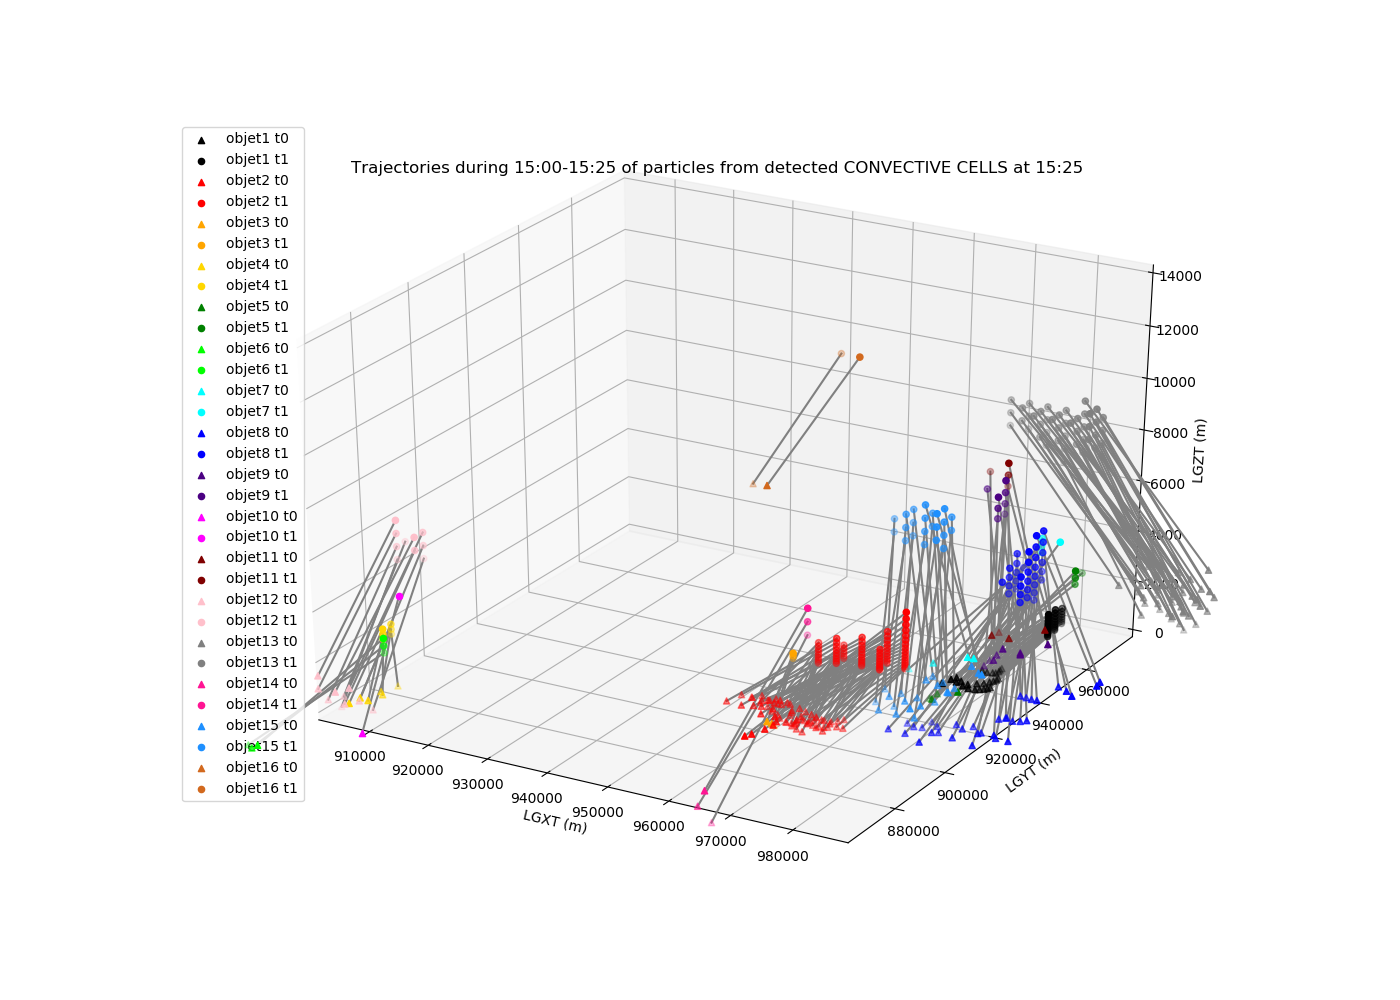 Trajectories during 15:00-15:25 of particles from detected CONVECTIVE CELLS at 15:25
objet1 t0
objet1 t1
objet2 t0
objet2 t1
objet3 t0
objet3 t1
objet4 t0
objet4 t1
objet5 t0
objet5 t1
objet6 t0
objet6 t1
objet7 t0
objet7 t1
objet8 t0
objet8 t1
objet9 t0
objet9 t1
objet10 t0
objet10 t1
objet11 t0
objet11 t1
objet12 t0
objet12 t1
objet13 t0
objet13 t1
objet14 t0
objet14 t1
objet15 t0
objet15 t1
objet16 t0
objet16 t1
14000
12000
10000
8000
6000
4000
0
LGZT (m)
960000
940000
920000
900000
880000
LGYT (m)
910000
920000
930000
940000
950000
960000
970000
980000
LGXT (m)